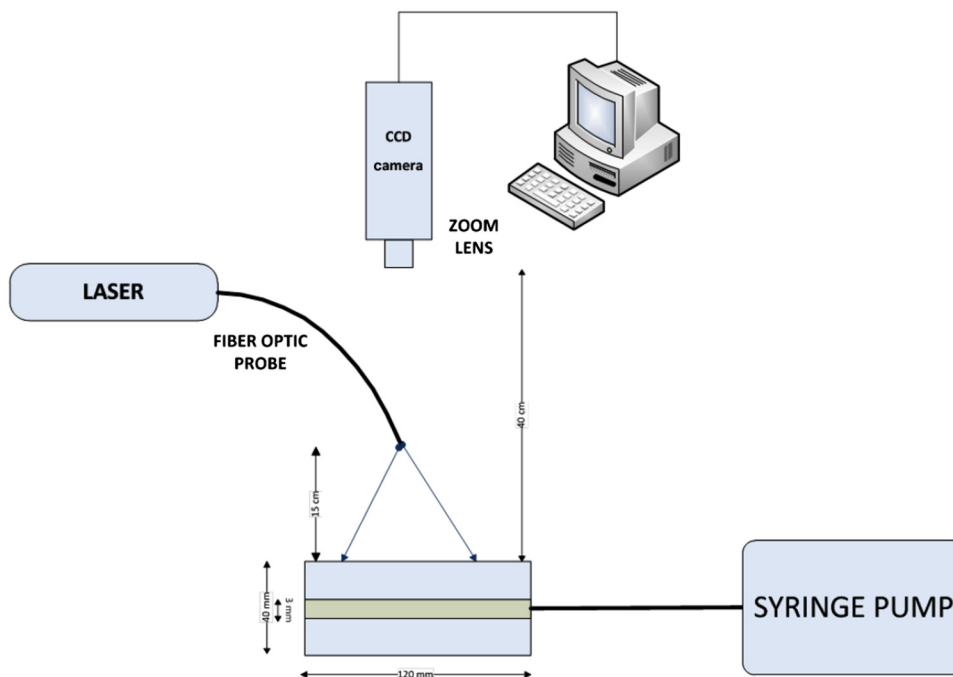 CCD
camera
ZOOM
LENS
LASER
FIBER OPTIC
PROBE
40 cm
15 cm
40 mm
3 mm
SYRINGE PUMP
120 mm